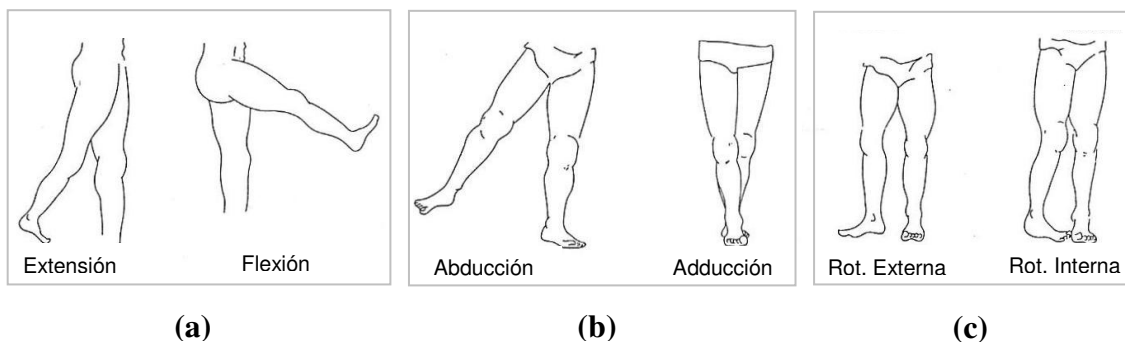 Extensión
Flexión
Abducción
Adducción
Rot. Externa
Rot. Interna
(a)
(b)
(c)